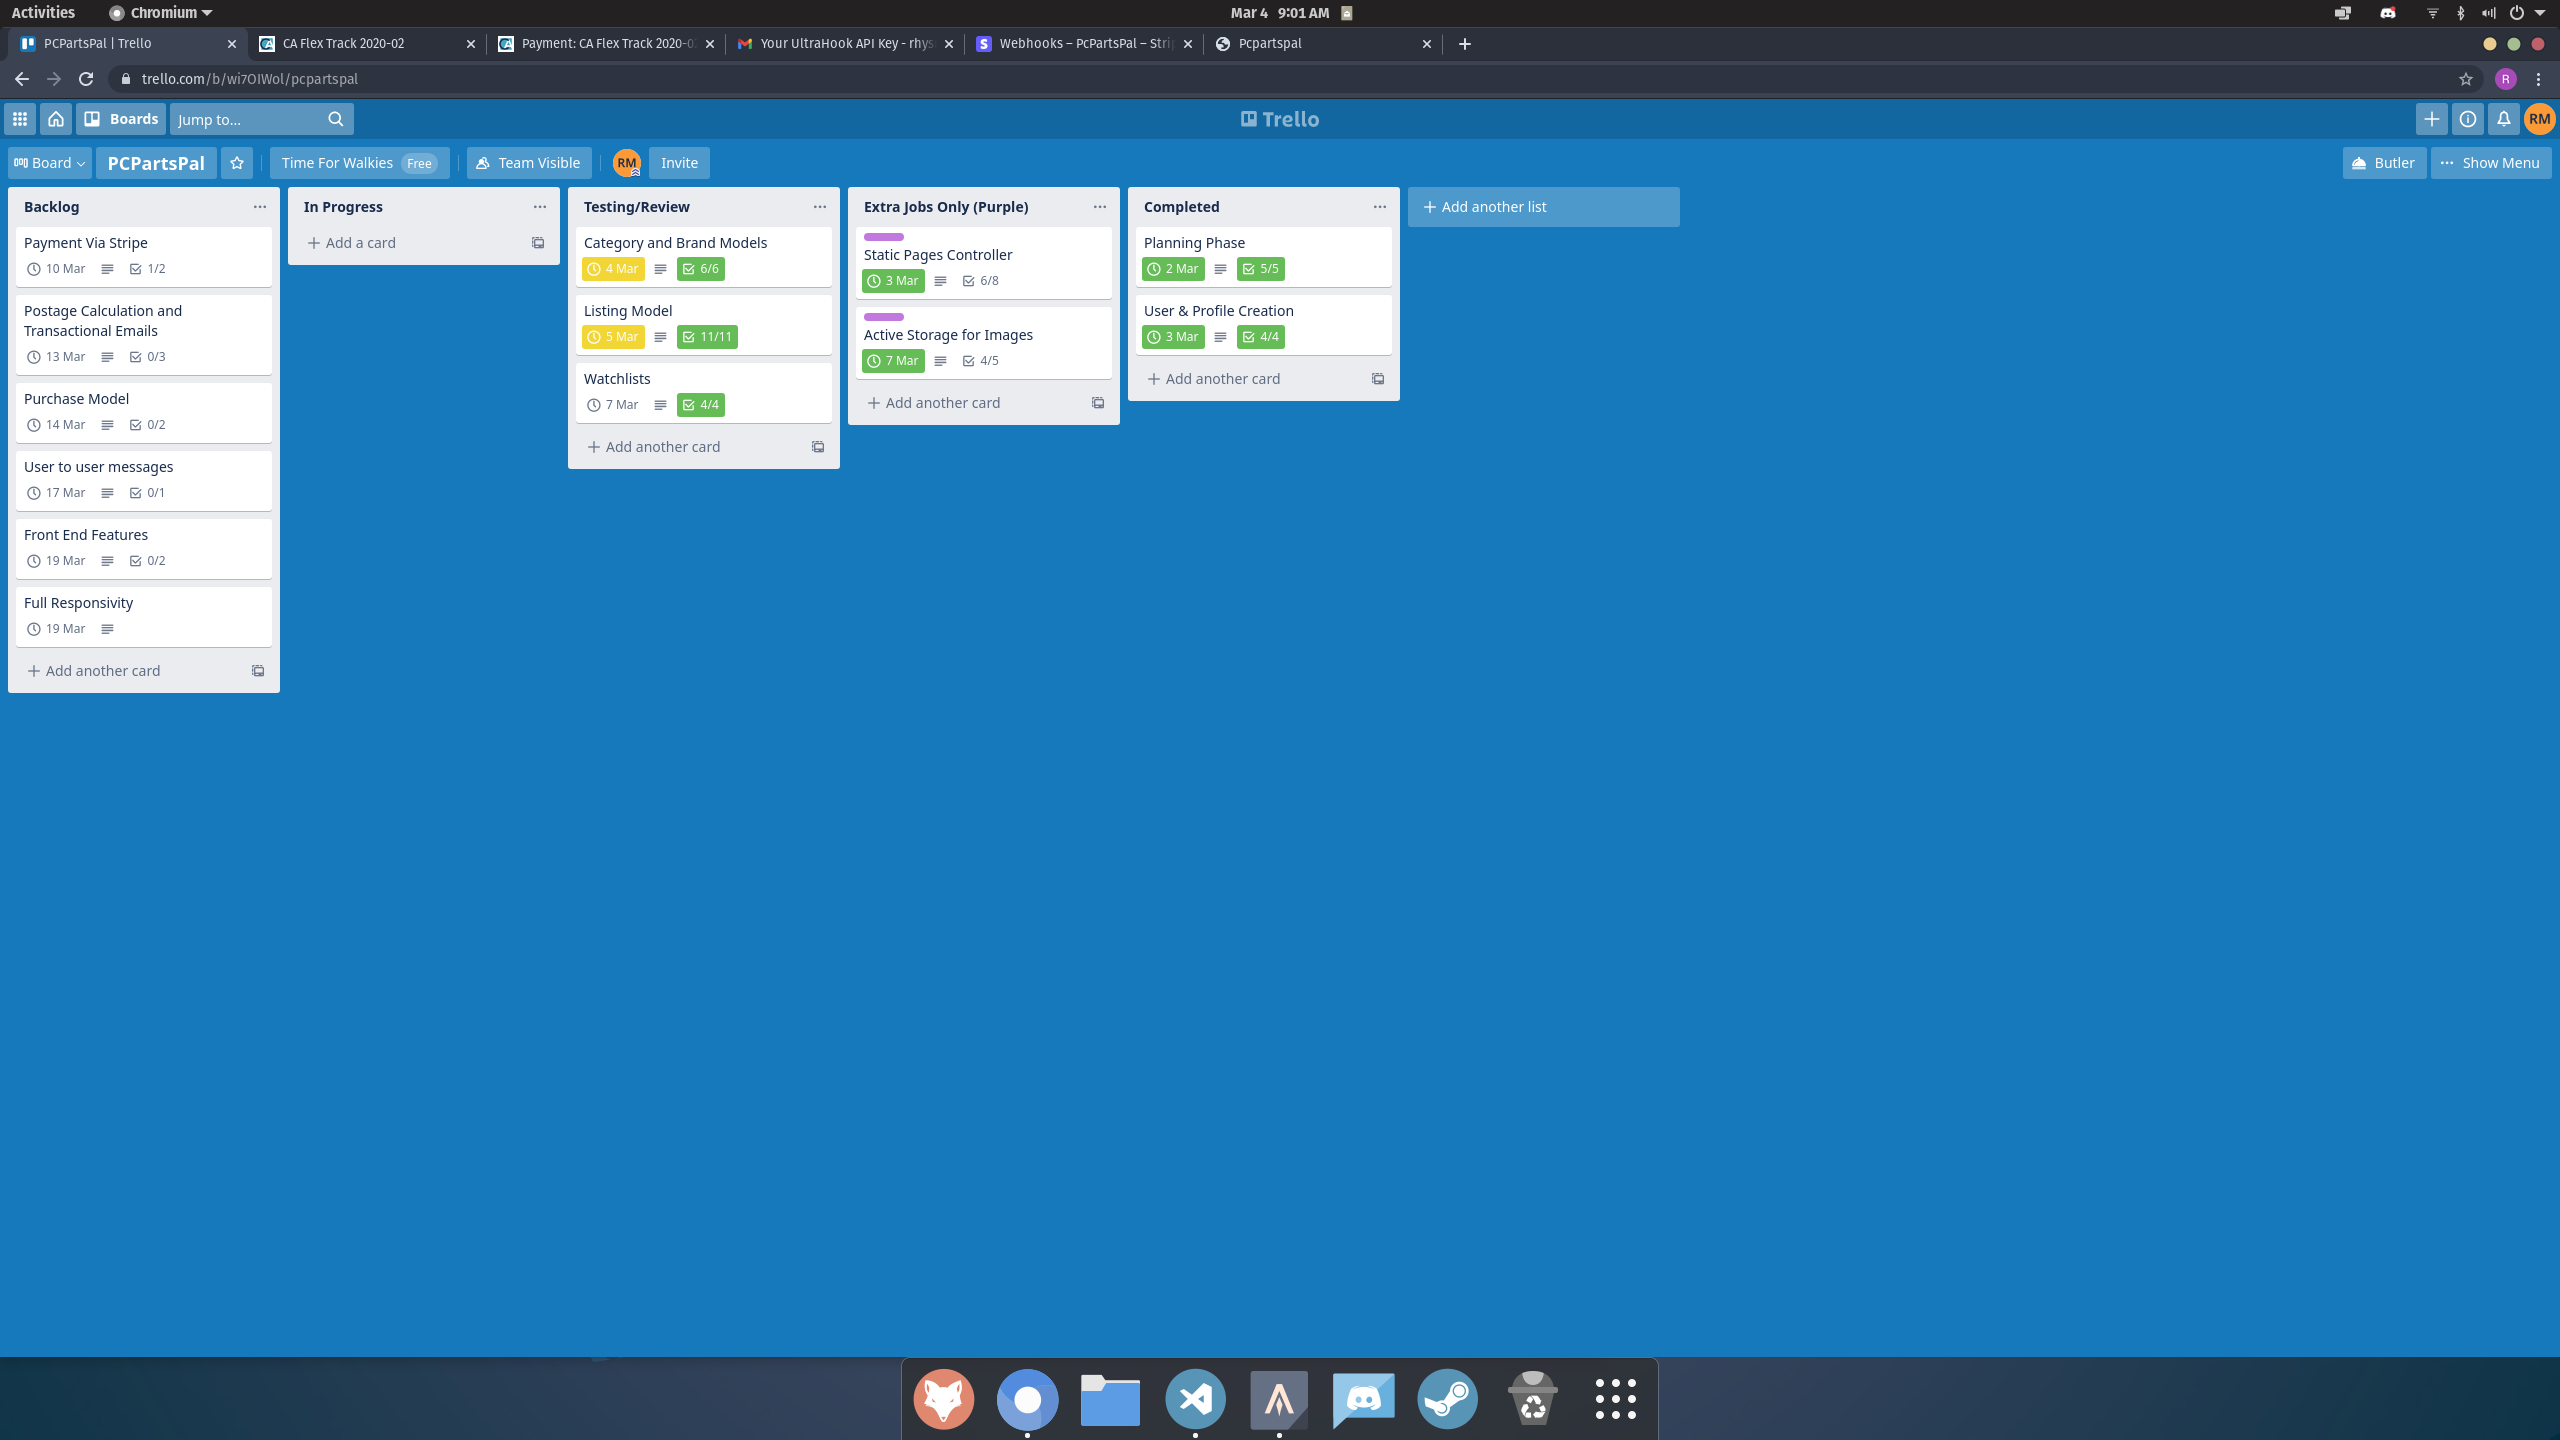 Activities
Chromium
Mar 4 9:01 AM
PCPartsPal | Trello
CA Flex Track 2020-02
Payment: CA Flex Track 2020-0
Your UltraHook API Key - rhys
Webhooks – PcPartsPal – Stri
Pcpartspal
trello.com/b/wi7OIWol/pcpartspal
R
Boards
Jump to...
Trello
RM
Board
PCPartsPal
Time For Walkies Free
Team Visible
RM
Invite
Butler
Show Menu
Backlog
Payment Via Stripe
10 Mar 1/2
Postage Calculation and
Transactional Emails
13 Mar 0/3
Purchase Model
14 Mar 0/2
User to user messages
17 Mar 0/1
Front End Features
19 Mar 0/2
Full Responsivity
19 Mar
Add another card
In Progress
Add a card
Testing/Review
Category and Brand Models
4 Mar 6/6
Listing Model
5 Mar 11/11
Watchlists
7 Mar 4/4
Add another card
Extra Jobs Only (Purple)
Static Pages Controller
3 Mar 6/8
Active Storage for Images
7 Mar 4/5
Add another card
Completed
Planning Phase
2 Mar 5/5
User & Profile Creation
3 Mar 4/4
Add another card
Add another list